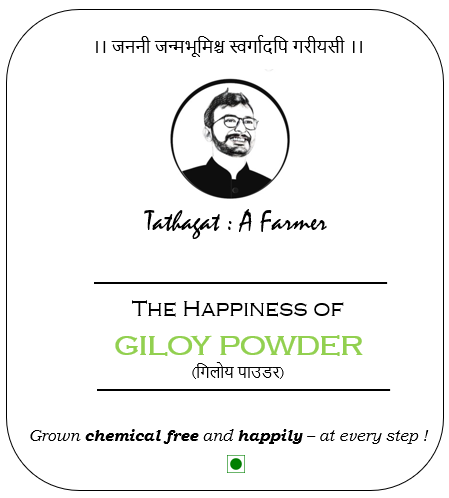 ।। जननी जन्मभूमिश्च स्वर्गादपि गरीयसी ।।
Tathagat : A Farmer
THE HAPPINESS OF
GILOY POWDER
(गिलोय पाउडर)
Grown chemical free and happily – at every step !